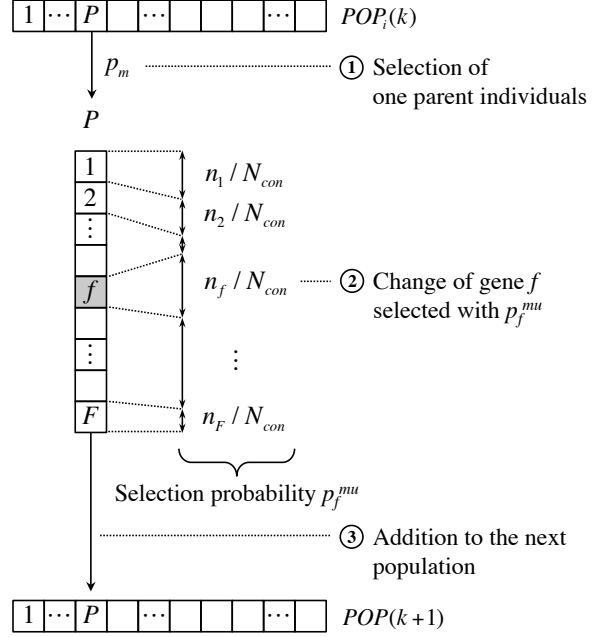 1 ⋯ P ⋯ ⋯ POP_i(k)
p_m ① Selection of
one parent individuals
P
1 n_1 / N_con
2 n_2 / N_con
⋮
f n_f / N_con ② Change of gene f
selected with p_f^mu
⋮ ⋮
F n_F / N_con
Selection probability p_f^mu
③ Addition to the next
population
1 ⋯ P ⋯ ⋯ POP(k+1)